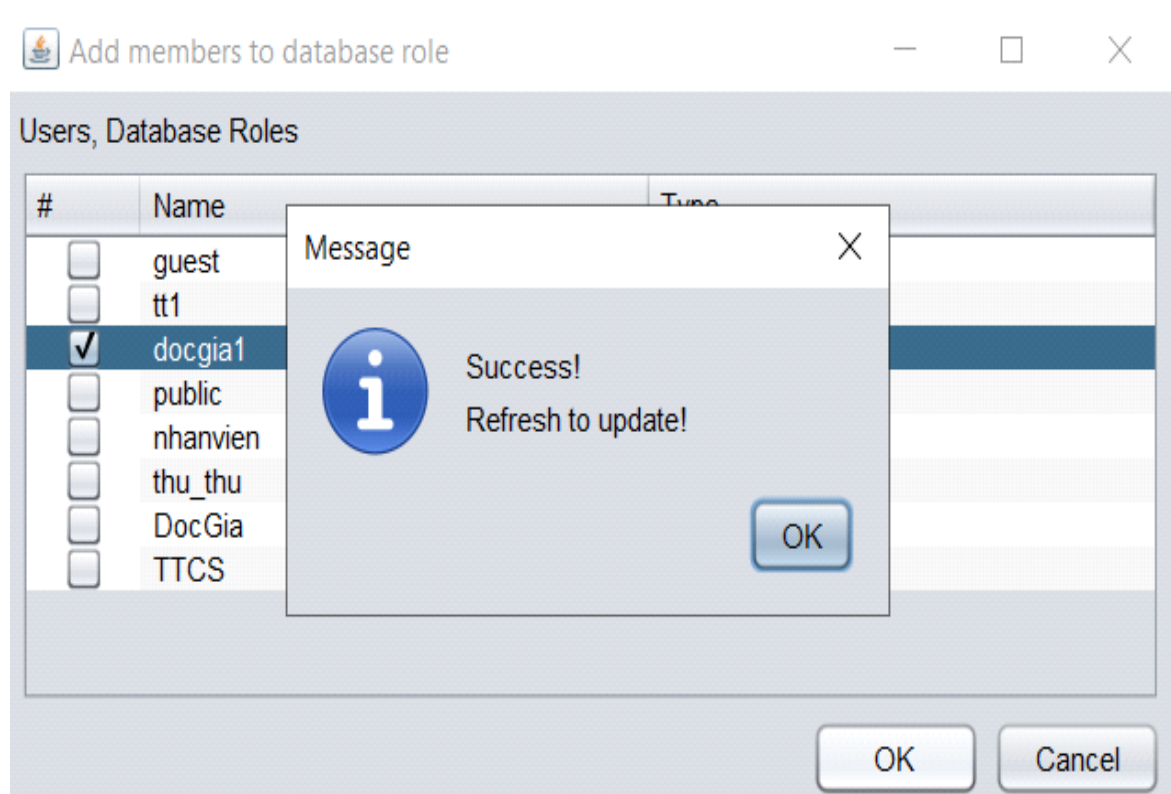 Add members to database role
Users, Database Roles
# Name Type
Message
guest
tt1
docgia1
public
nhanvien
thu_thu
DocGia
TTCS
Success!
Refresh to update!
OK
OK Cancel